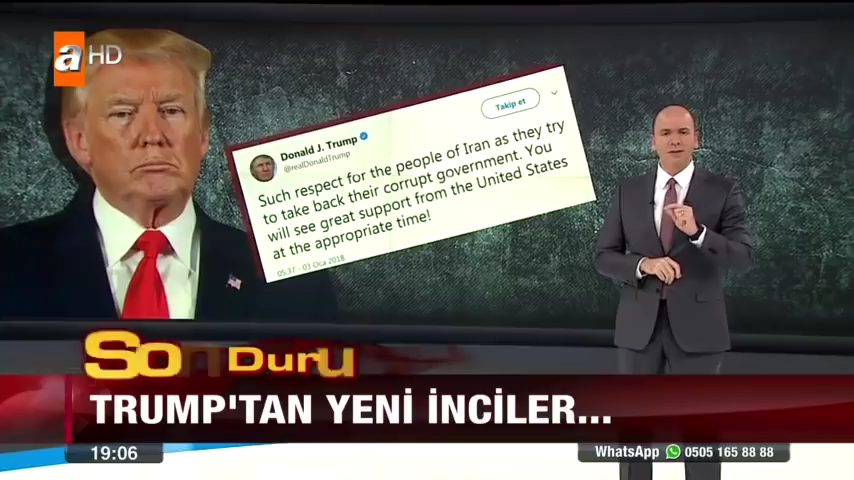 a HD
Takip et
Donald J. Trump
@realDonaldTrump
Such respect for the people of Iran as they try
to take back their corrupt government. You
will see great support from the United States
at the appropriate time!
05:37 - 03 Oca 2018
Son Duru
TRUMP'TAN YENİ İNCİLER...
19:06
WhatsApp 0505 165 88 88